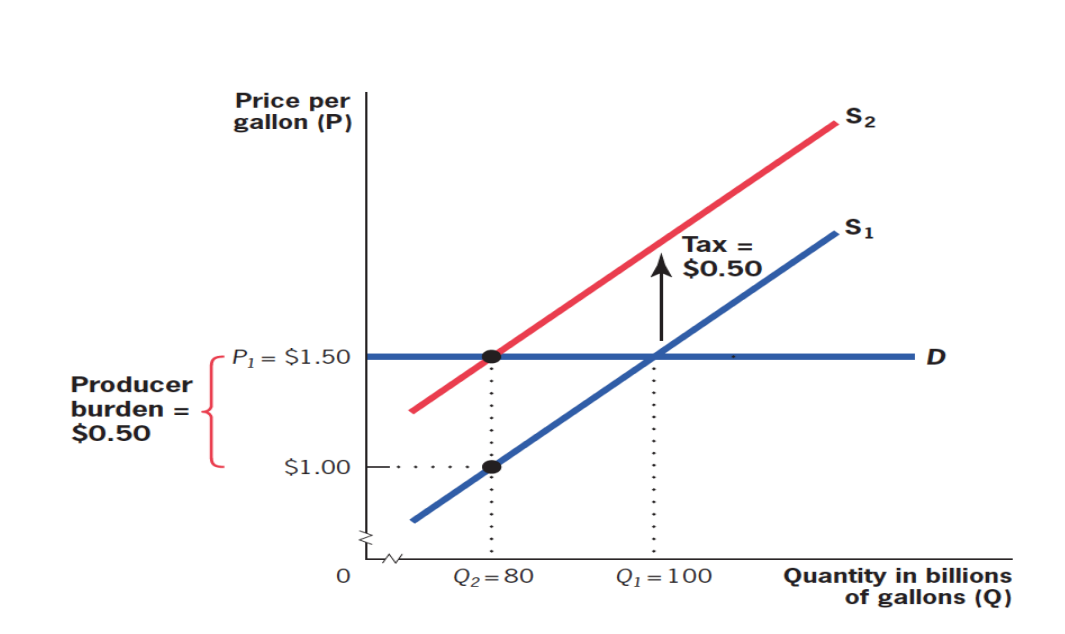 Price per
gallon (P)
S2
S1
Tax =
$0.50
P1 = $1.50
D
Producer
burden =
$0.50
$1.00
0
Q2 = 80
Q1 = 100
Quantity in billions
of gallons (Q)